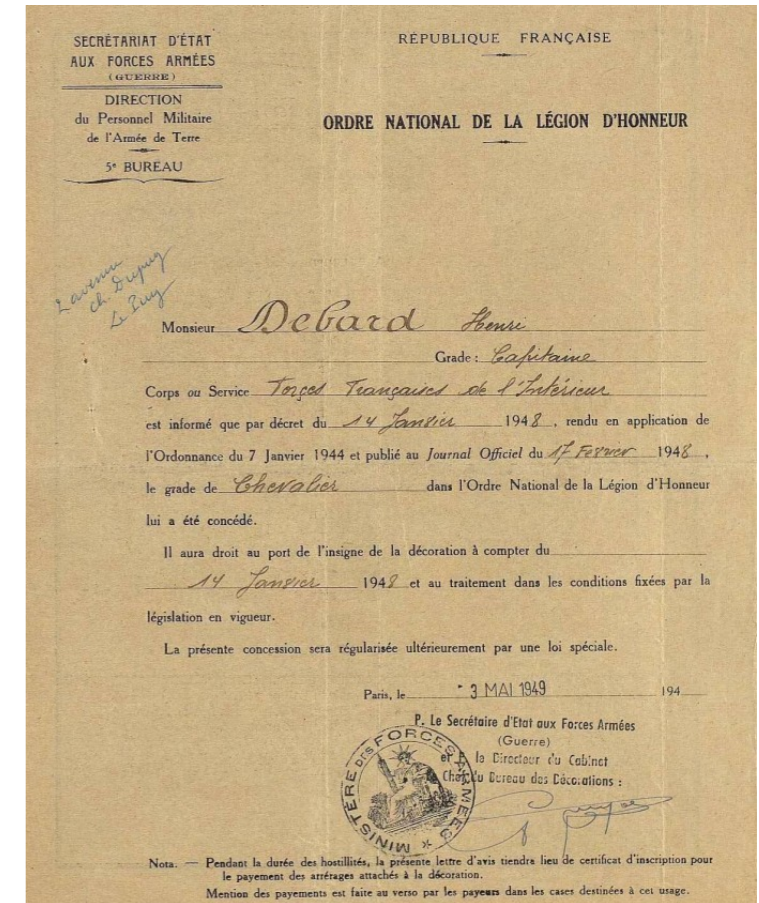 SECRÉTARIAT D'ÉTAT
AUX FORCES ARMÉES
(GUERRE)
DIRECTION
du Personnel Militaire
de l'Armée de Terre
5e BUREAU
RÉPUBLIQUE FRANÇAISE
ORDRE NATIONAL DE LA LÉGION D'HONNEUR
2 avenue
Ch. Dupuy
Le Puy
Monsieur Debard Henri
Grade : Capitaine
Corps ou Service Forces Françaises de l'Intérieur
est informé que par décret du 14 Janvier 1948, rendu en application de
l'Ordonnance du 7 Janvier 1944 et publié au Journal Officiel du 17 Fevrier 1948,
le grade de Chevalier dans l'Ordre National de la Légion d'Honneur
lui a été concédé.
Il aura droit au port de l'insigne de la décoration à compter du
14 Janvier 1948 et au traitement dans les conditions fixées par la
législation en vigueur.
La présente concession sera régularisée ultérieurement par une loi spéciale.
Paris, le - 3 MAI 1949 194
P. Le Secrétaire d'Etat aux Forces Armées
(Guerre)
et le Directeur du Cabinet
Chef du Bureau des Décorations :
MINISTÈRE DES FORCES ARMÉES
Nota. — Pendant la durée des hostillités, la présente lettre d'avis tiendre lieu de certificat d'inscription pour
le payement des arrérages attachés à la décoration.
Mention des payements est faite au verso par les payeurs dans les cases destinées à cet usage.